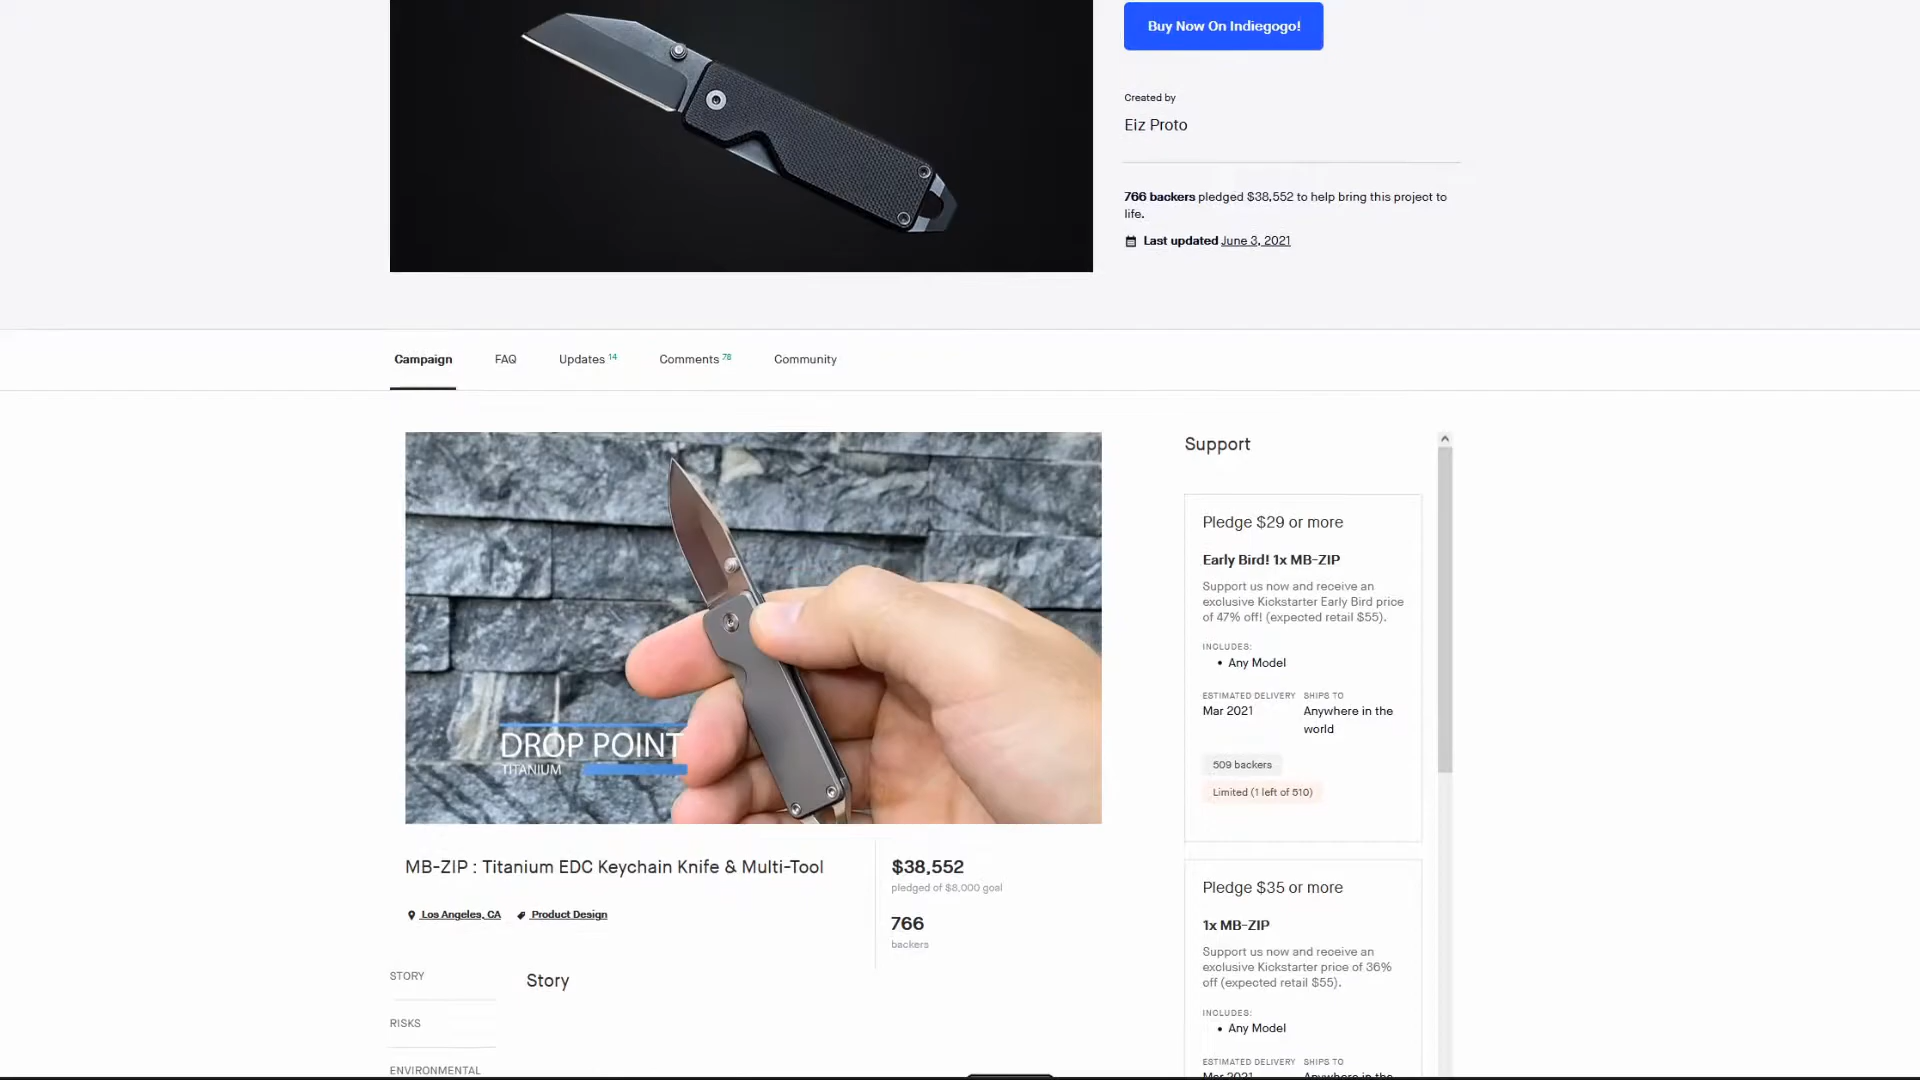 Buy Now On Indiegogo!
Created by
Eiz Proto
766 backers pledged $38,552 to help bring this project to
life.
Last updated June 3, 2021
Campaign
FAQ
Updates 14
Comments 78
Community
DROP POINT
TITANIUM
MB-ZIP : Titanium EDC Keychain Knife & Multi-Tool
Los Angeles, CA
Product Design
$38,552
pledged of $8,000 goal
766
backers
STORY
RISKS
ENVIRONMENTAL
Story
Support
Pledge $29 or more
Early Bird! 1x MB-ZIP
Support us now and receive an
exclusive Kickstarter Early Bird price
of 47% off! (expected retail $55).
INCLUDES:
• Any Model
ESTIMATED DELIVERY
Mar 2021
SHIPS TO
Anywhere in the
world
509 backers
Limited (1 left of 510)
Pledge $35 or more
1x MB-ZIP
Support us now and receive an
exclusive Kickstarter price of 36%
off (expected retail $55).
INCLUDES:
• Any Model
ESTIMATED DELIVERY
Mar 2021
SHIPS TO
Anywhere in the